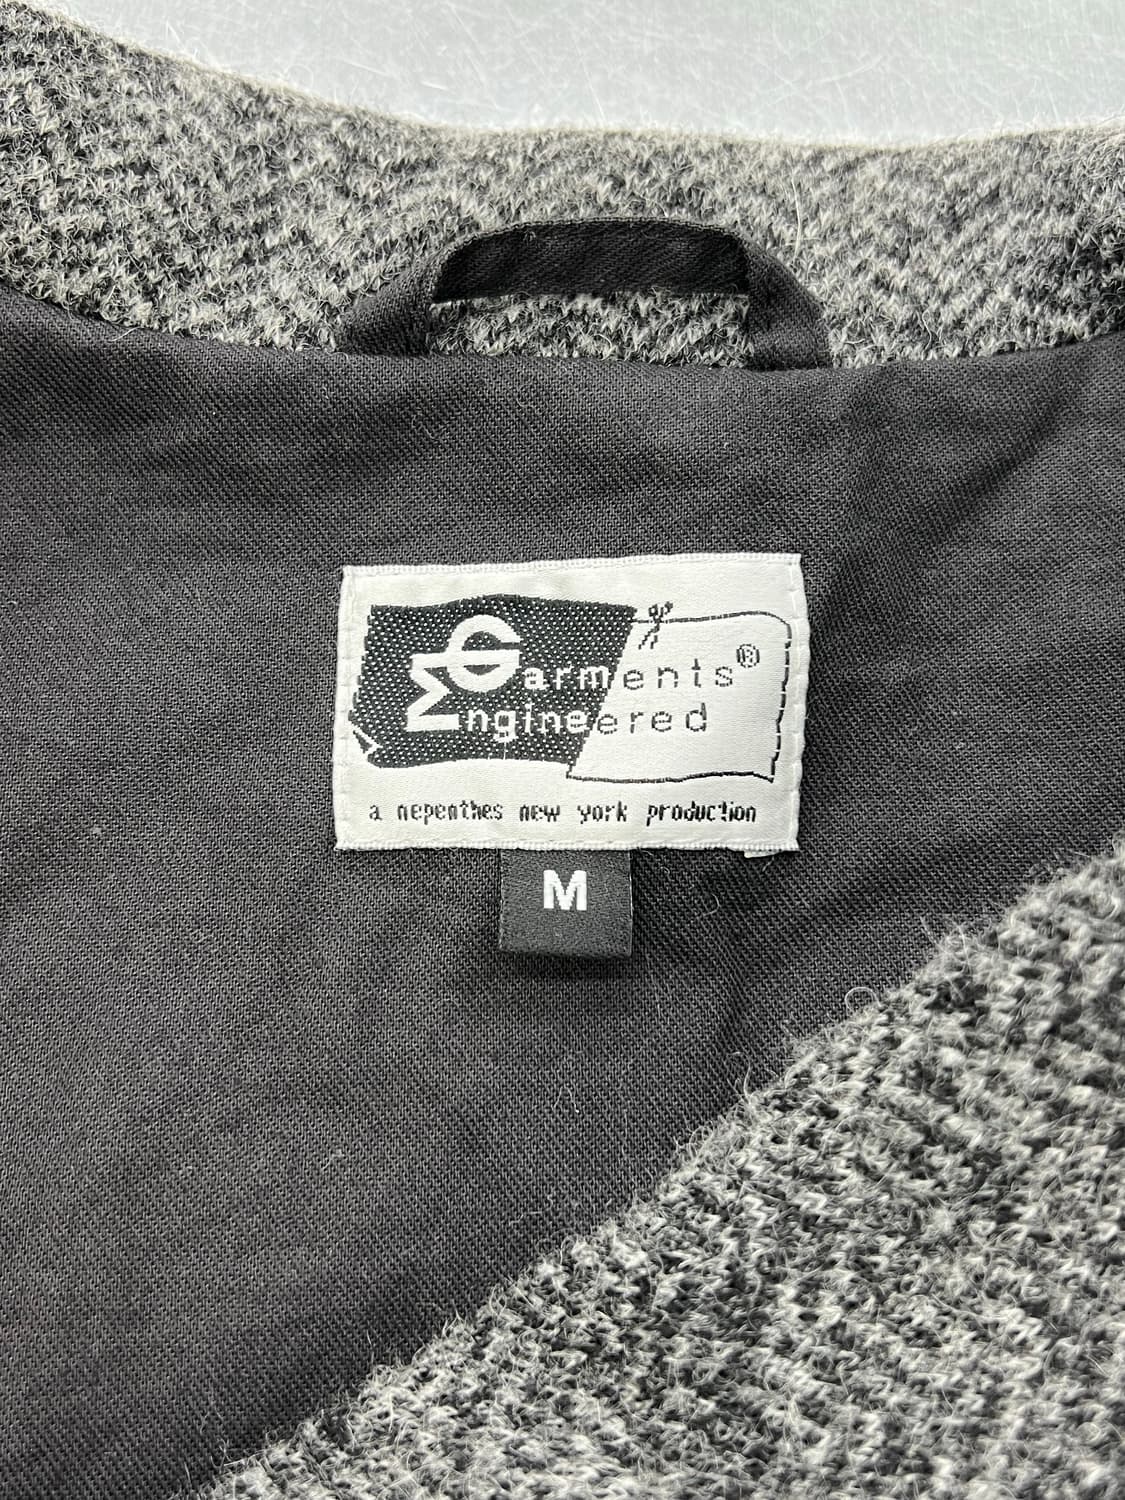 Garments®
Engineered
a nepenthes new york production
M